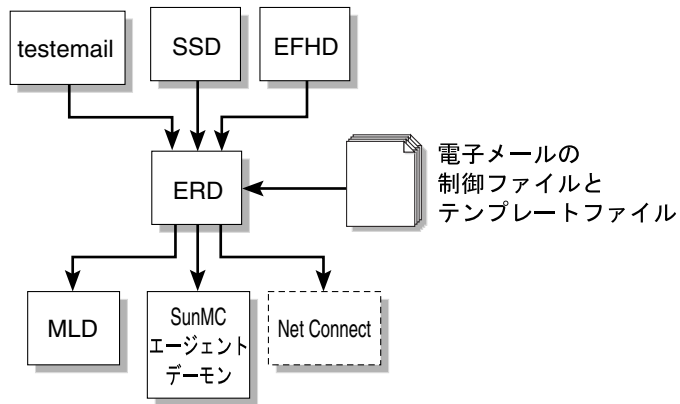 testemail
SSD
EFHD
ERD
電子メールの
制御ファイルと
テンプレートファイル
MLD
SunMC
エージェント
デーモン
Net Connect